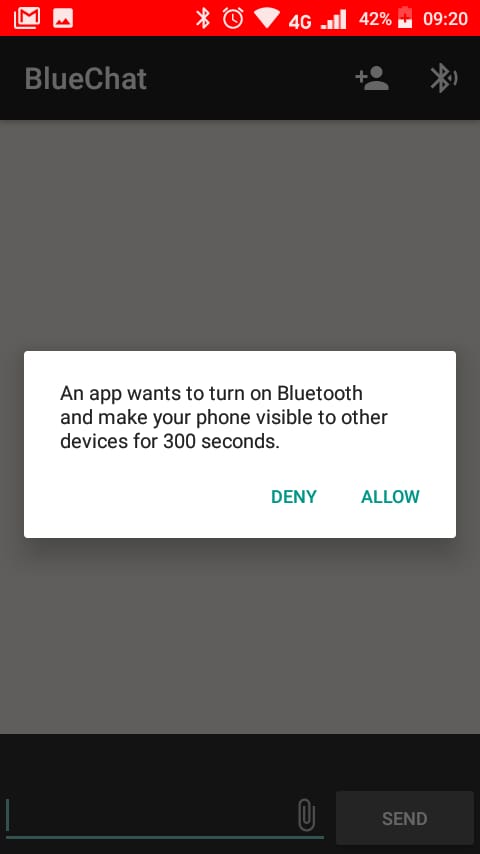 4G 42% 09:20
BlueChat
An app wants to turn on Bluetooth
and make your phone visible to other
devices for 300 seconds.
DENY ALLOW
SEND